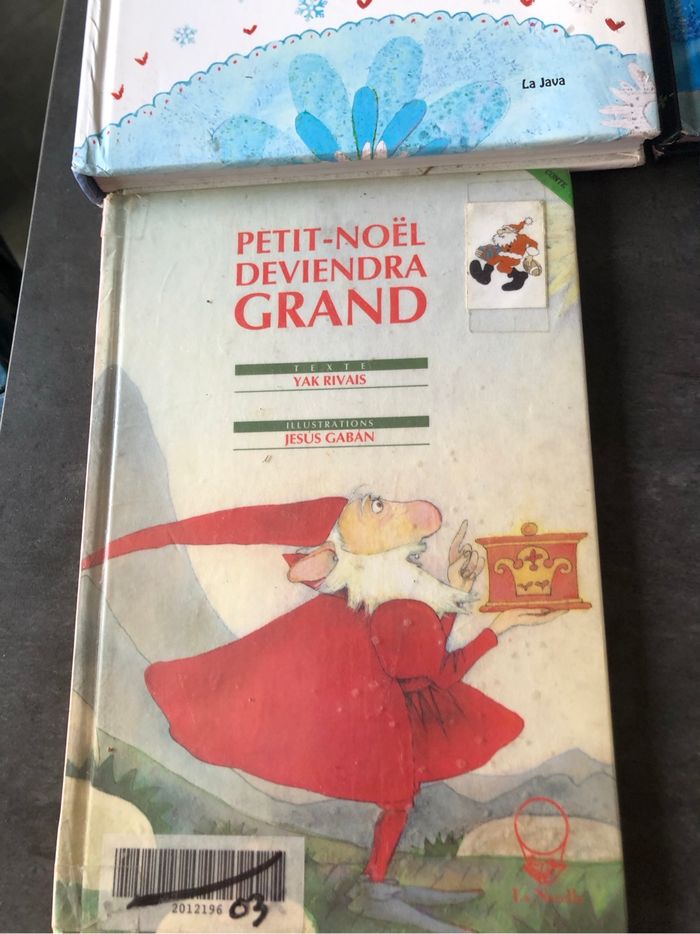 La Java
CONTE
PETIT-NOËL
DEVIENDRA
GRAND
TEXTE
YAK RIVAIS
ILLUSTRATIONS
JESÚS GABÁN
2012196 03